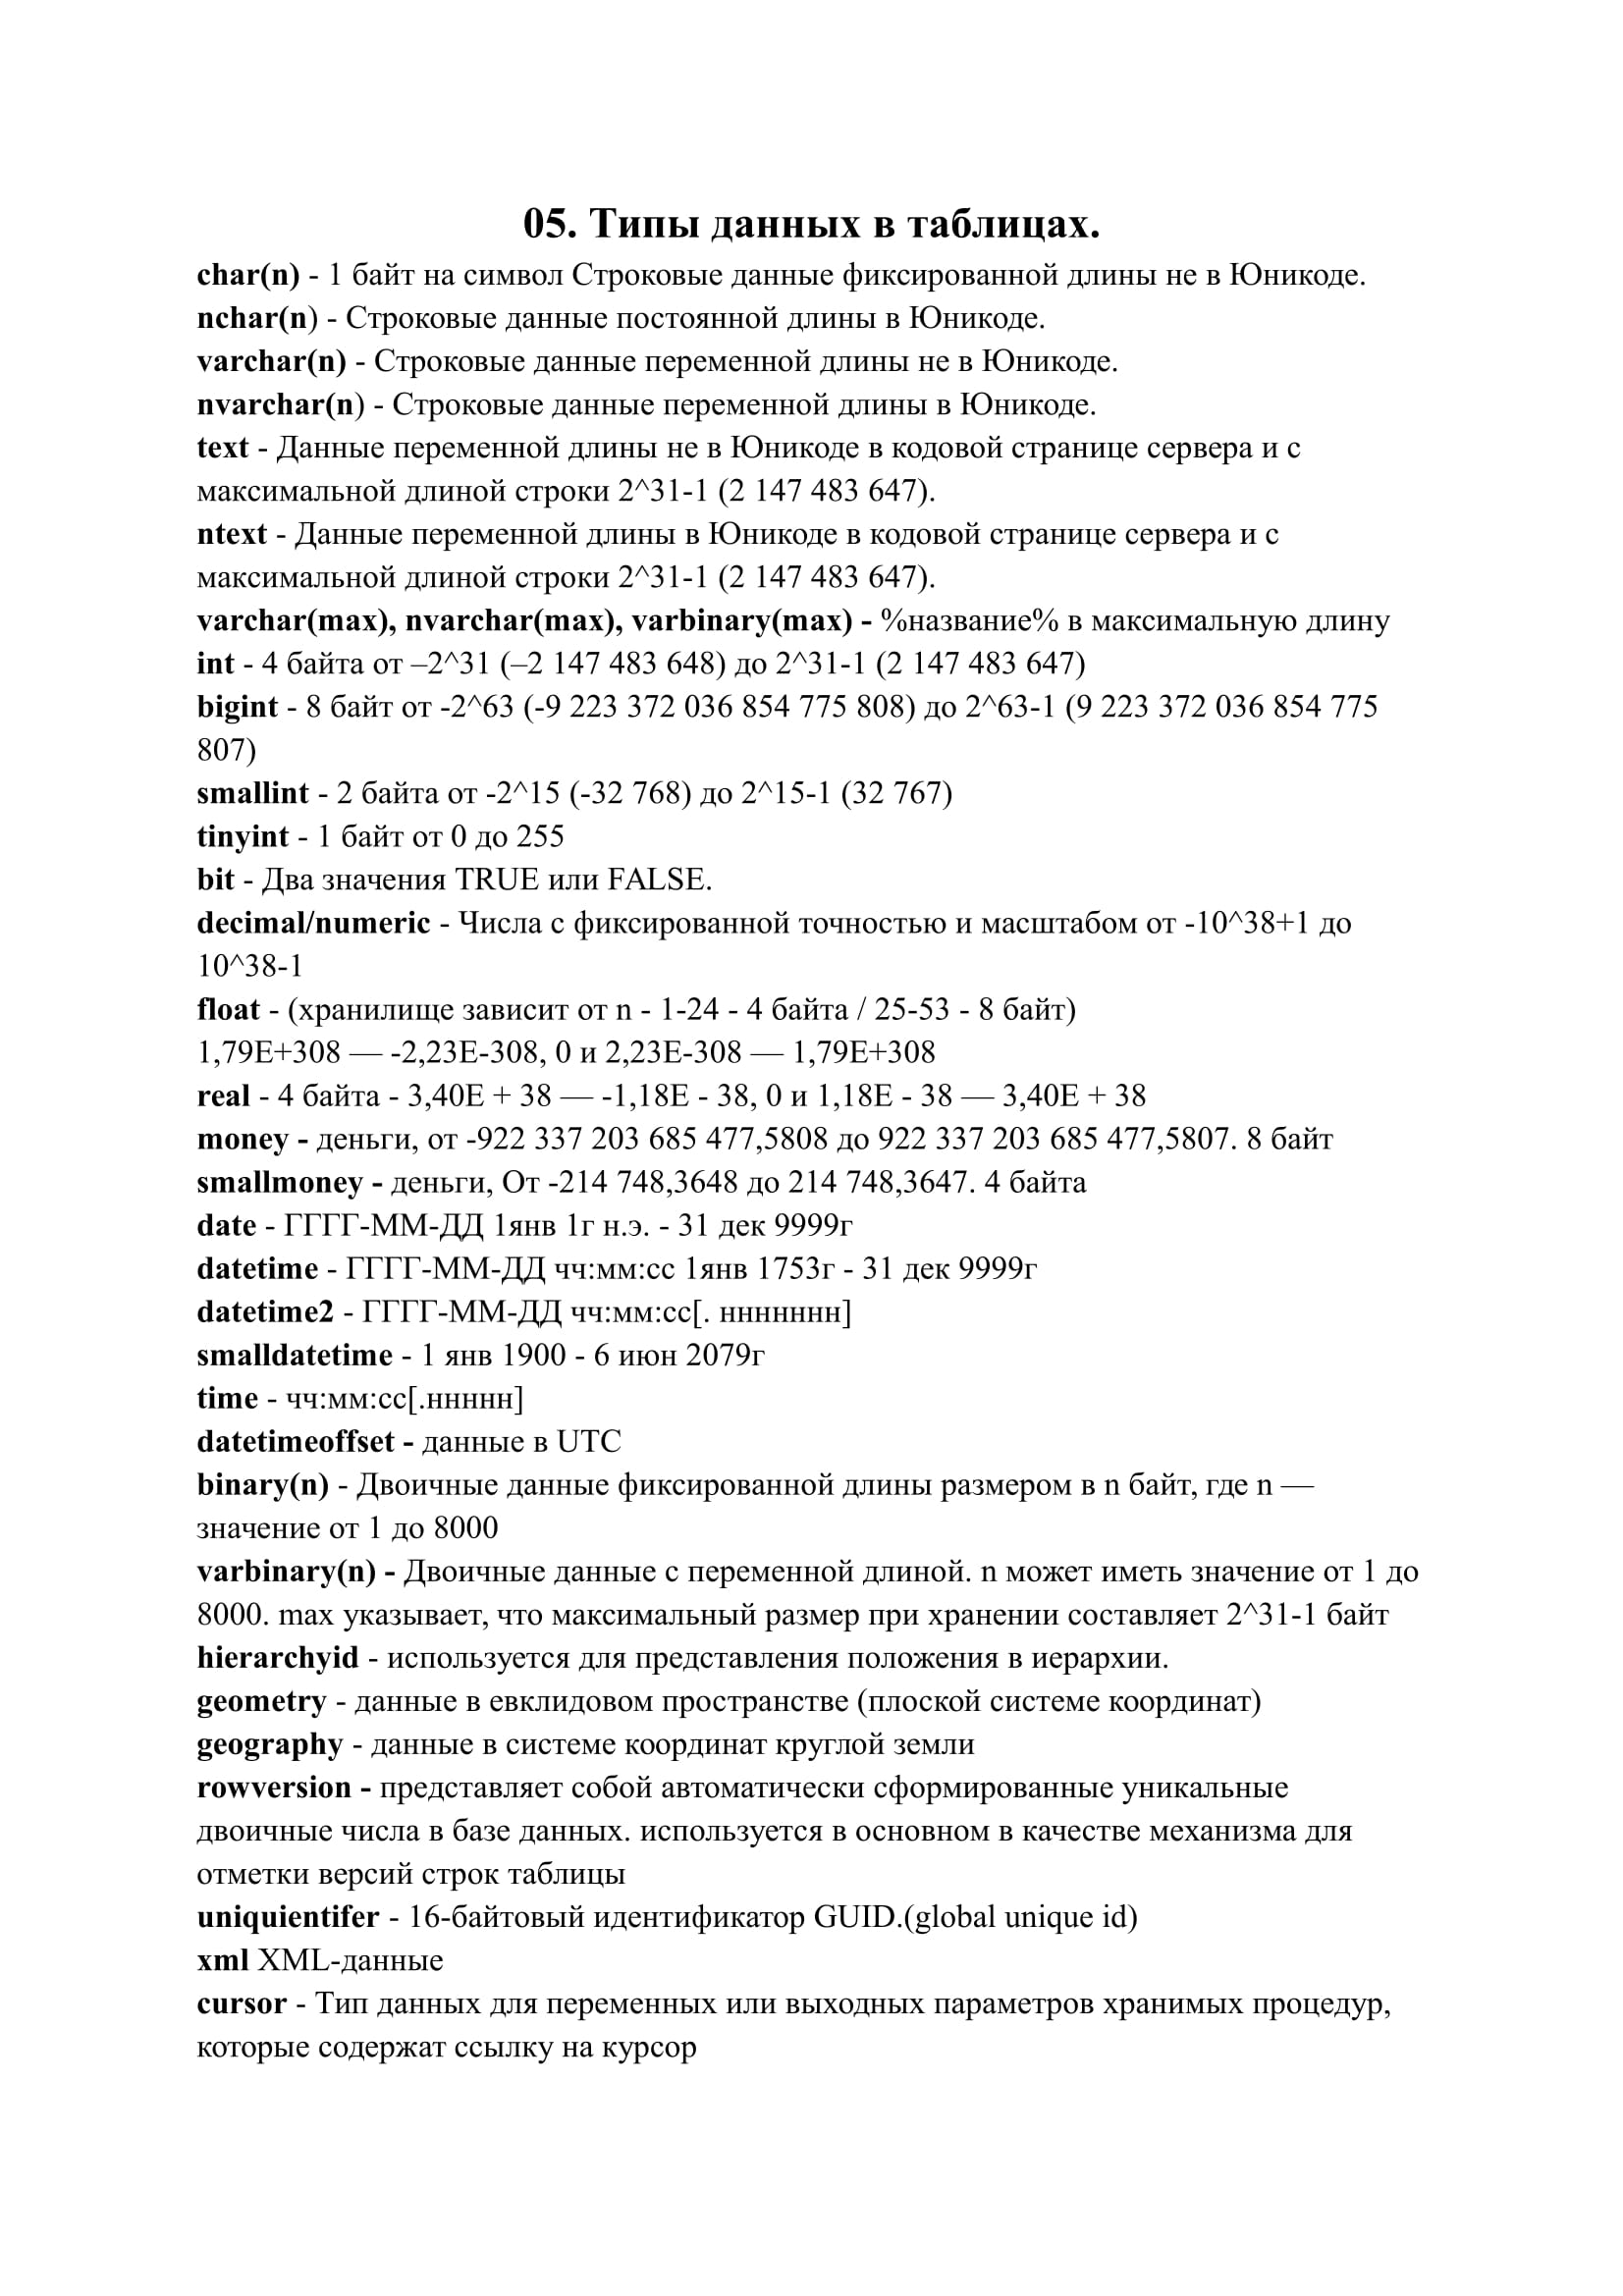 05. Типы данных в таблицах.
char(n) - 1 байт на символ Строковые данные фиксированной длины не в Юникоде.
nchar(n) - Строковые данные постоянной длины в Юникоде.
varchar(n) - Строковые данные переменной длины не в Юникоде.
nvarchar(n) - Строковые данные переменной длины в Юникоде.
text - Данные переменной длины не в Юникоде в кодовой странице сервера и с
максимальной длиной строки 2^31-1 (2 147 483 647).
ntext - Данные переменной длины в Юникоде в кодовой странице сервера и с
максимальной длиной строки 2^31-1 (2 147 483 647).
varchar(max), nvarchar(max), varbinary(max) - %название% в максимальную длину
int - 4 байта от –2^31 (–2 147 483 648) до 2^31-1 (2 147 483 647)
bigint - 8 байт от -2^63 (-9 223 372 036 854 775 808) до 2^63-1 (9 223 372 036 854 775
807)
smallint - 2 байта от -2^15 (-32 768) до 2^15-1 (32 767)
tinyint - 1 байт от 0 до 255
bit - Два значения TRUE или FALSE.
decimal/numeric - Числа с фиксированной точностью и масштабом от -10^38+1 до
10^38-1
float - (хранилище зависит от n - 1-24 - 4 байта / 25-53 - 8 байт)
1,79E+308 — -2,23E-308, 0 и 2,23E-308 — 1,79E+308
real - 4 байта - 3,40E + 38 — -1,18E - 38, 0 и 1,18E - 38 — 3,40E + 38
money - деньги, от -922 337 203 685 477,5808 до 922 337 203 685 477,5807. 8 байт
smallmoney - деньги, От -214 748,3648 до 214 748,3647. 4 байта
date - ГГГГ-ММ-ДД 1янв 1г н.э. - 31 дек 9999г
datetime - ГГГГ-ММ-ДД чч:мм:сс 1янв 1753г - 31 дек 9999г
datetime2 - ГГГГ-ММ-ДД чч:мм:сс[. ннннннн]
smalldatetime - 1 янв 1900 - 6 июн 2079г
time - чч:мм:сс[.ннннн]
datetimeoffset - данные в UTC
binary(n) - Двоичные данные фиксированной длины размером в n байт, где n —
значение от 1 до 8000
varbinary(n) - Двоичные данные с переменной длиной. n может иметь значение от 1 до
8000. max указывает, что максимальный размер при хранении составляет 2^31-1 байт
hierarchyid - используется для представления положения в иерархии.
geometry - данные в евклидовом пространстве (плоской системе координат)
geography - данные в системе координат круглой земли
rowversion - представляет собой автоматически сформированные уникальные
двоичные числа в базе данных. используется в основном в качестве механизма для
отметки версий строк таблицы
uniquientifer - 16-байтовый идентификатор GUID.(global unique id)
xml XML-данные
cursor - Тип данных для переменных или выходных параметров хранимых процедур,
которые содержат ссылку на курсор